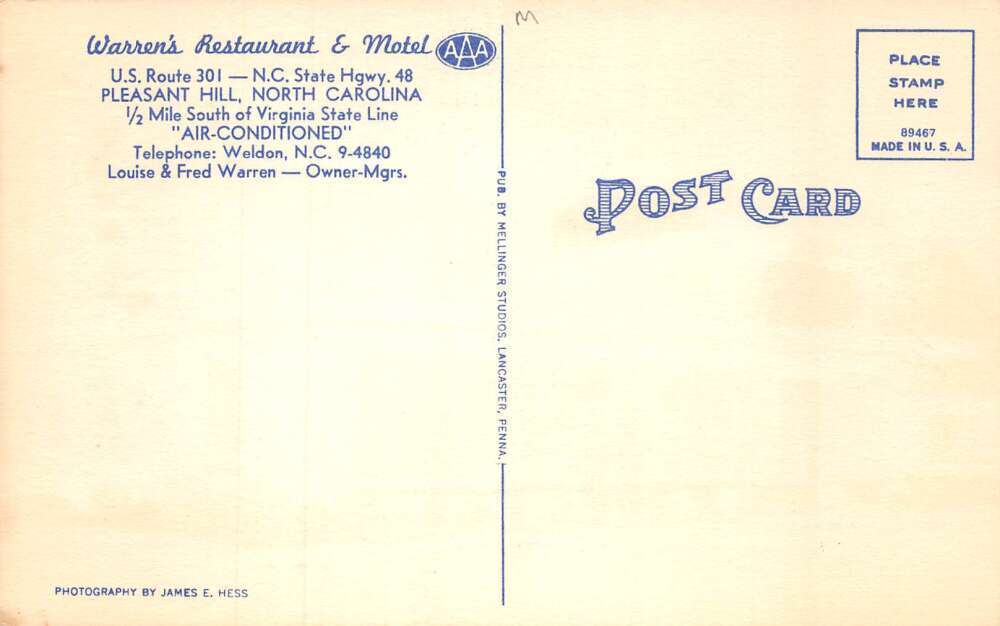 Warren's Restaurant & Motel AAA
U.S. Route 301 — N.C. State Hgwy. 48
PLEASANT HILL, NORTH CAROLINA
1/2 Mile South of Virginia State Line
"AIR-CONDITIONED"
Telephone: Weldon, N.C. 9-4840
Louise & Fred Warren — Owner-Mgrs.
PHOTOGRAPHY BY JAMES E. HESS
PUB. BY MELLINGER STUDIOS, LANCASTER, PENNA.
M
POST CARD
PLACE
STAMP
HERE
89467
MADE IN U. S. A.